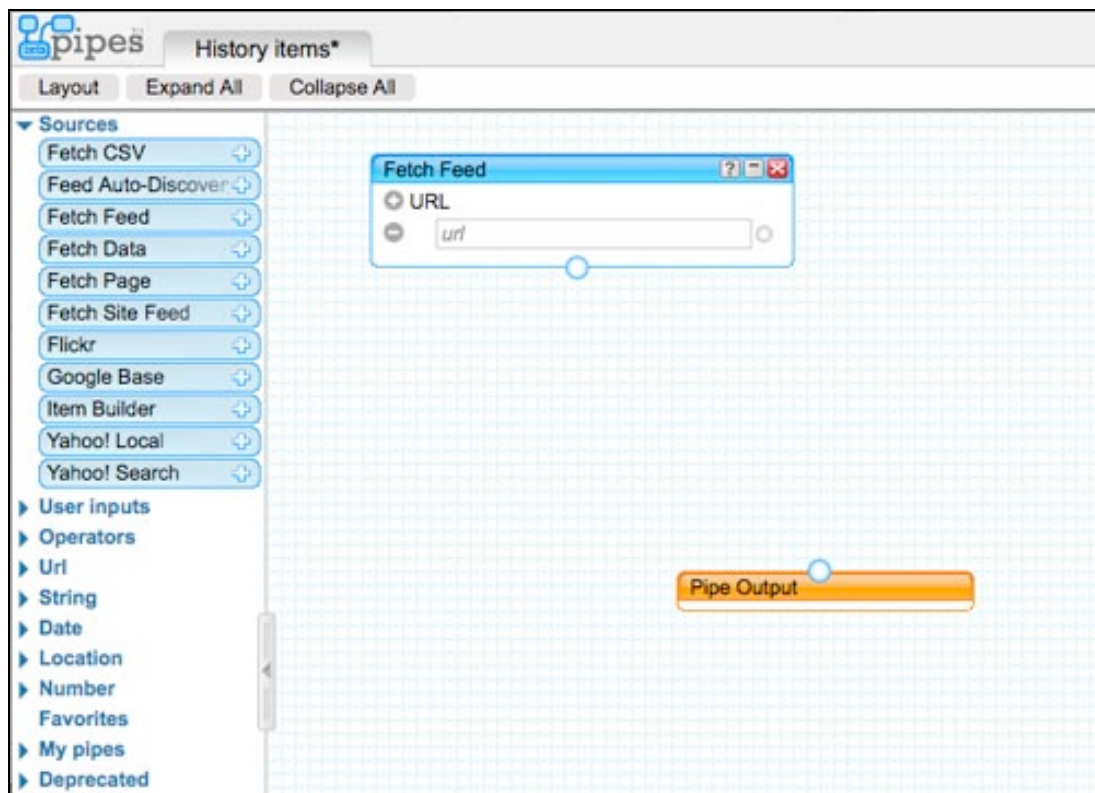 beta pipes History items*
Layout Expand All Collapse All
Sources
Fetch CSV
Feed Auto-Discover
Fetch Feed
Fetch Data
Fetch Page
Fetch Site Feed
Flickr
Google Base
Item Builder
Yahoo! Local
Yahoo! Search
User inputs
Operators
Url
String
Date
Location
Number
Favorites
My pipes
Deprecated
Fetch Feed ?
URL
url
Pipe Output